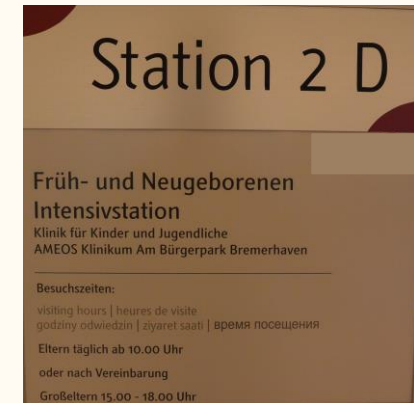 Station 2 D
Früh- und Neugeborenen
Intensivstation
Klinik für Kinder und Jugendliche
AMEOS Klinikum Am Bürgerpark Bremerhaven
Besuchszeiten:
visiting hours | heures de visite
godziny odwiedzin | ziyaret saati | время посещения
Eltern täglich ab 10.00 Uhr
oder nach Vereinbarung
Großeltern 15.00 - 18.00 Uhr